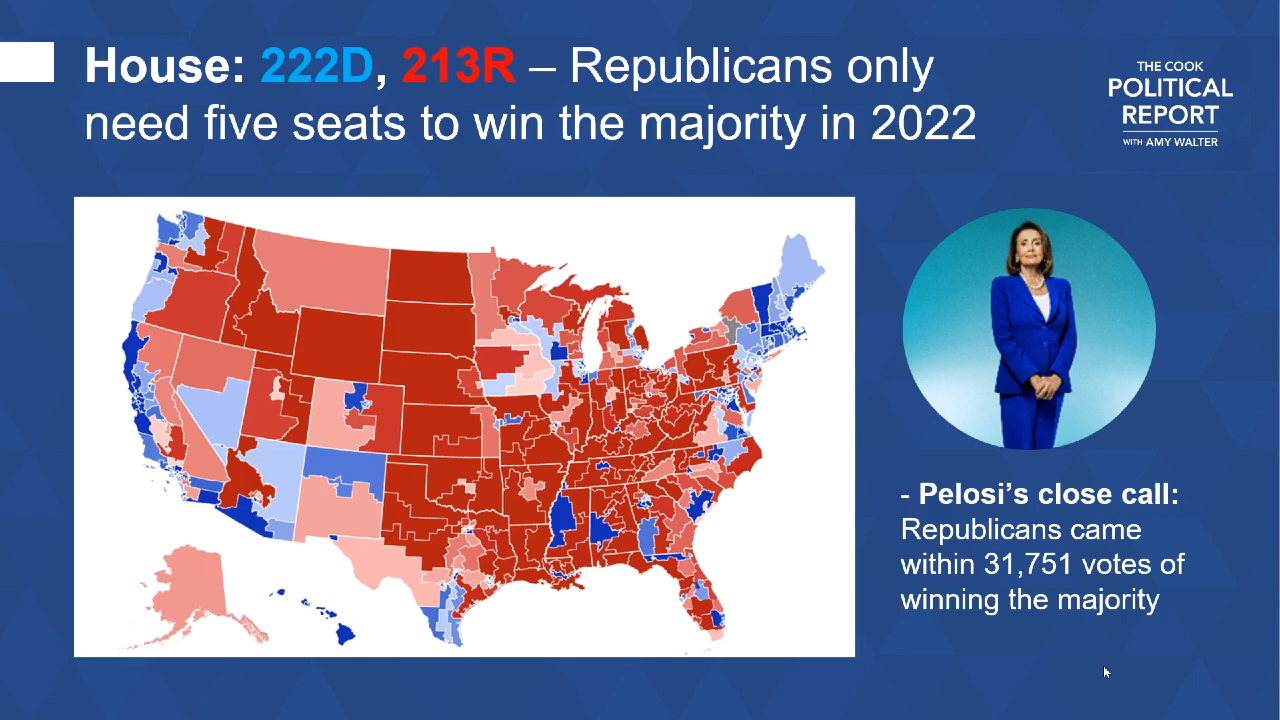 House: 222D, 213R – Republicans only
need five seats to win the majority in 2022
THE COOK
POLITICAL
REPORT
WITH AMY WALTER
- Pelosi's close call:
Republicans came
within 31,751 votes of
winning the majority